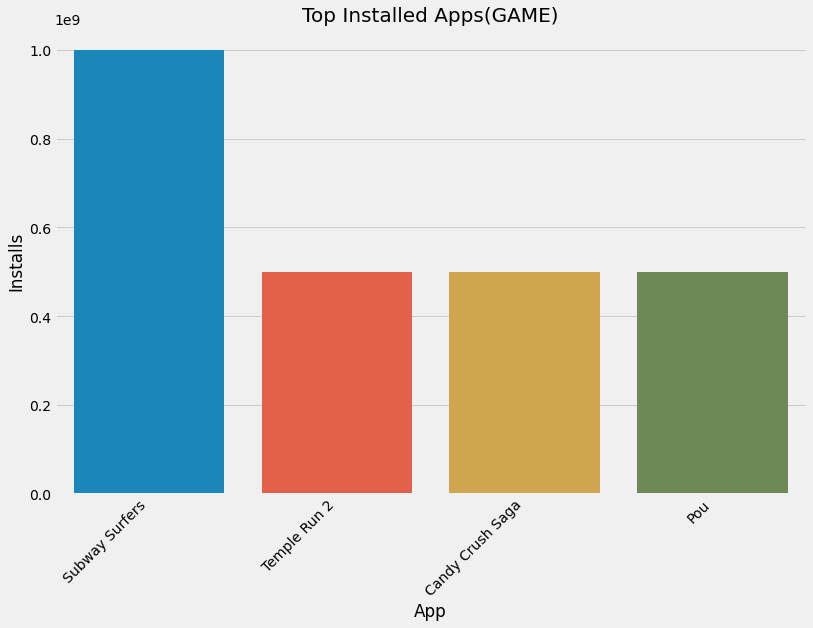 Top Installed Apps(GAME)
1e9
1.0
0.8
0.6
0.4
0.2
0.0
Installs
Subway Surfers
Temple Run 2
Candy Crush Saga
Pou
App